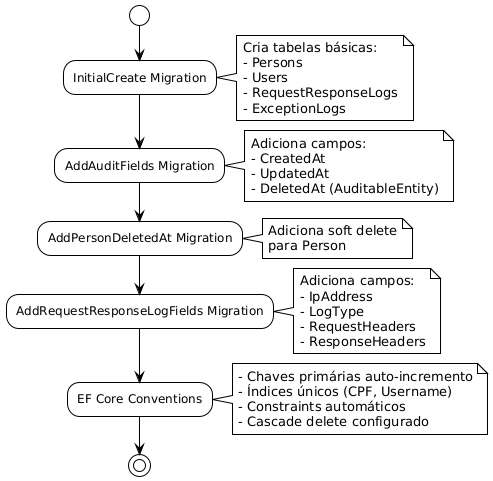 InitialCreate Migration
Cria tabelas básicas:
- Persons
- Users
- RequestResponseLogs
- ExceptionLogs
AddAuditFields Migration
Adiciona campos:
- CreatedAt
- UpdatedAt
- DeletedAt (AuditableEntity)
AddPersonDeletedAt Migration
Adiciona soft delete
para Person
AddRequestResponseLogFields Migration
Adiciona campos:
- IpAddress
- LogType
- RequestHeaders
- ResponseHeaders
EF Core Conventions
- Chaves primárias auto-incremento
- Índices únicos (CPF, Username)
- Constraints automáticos
- Cascade delete configurado